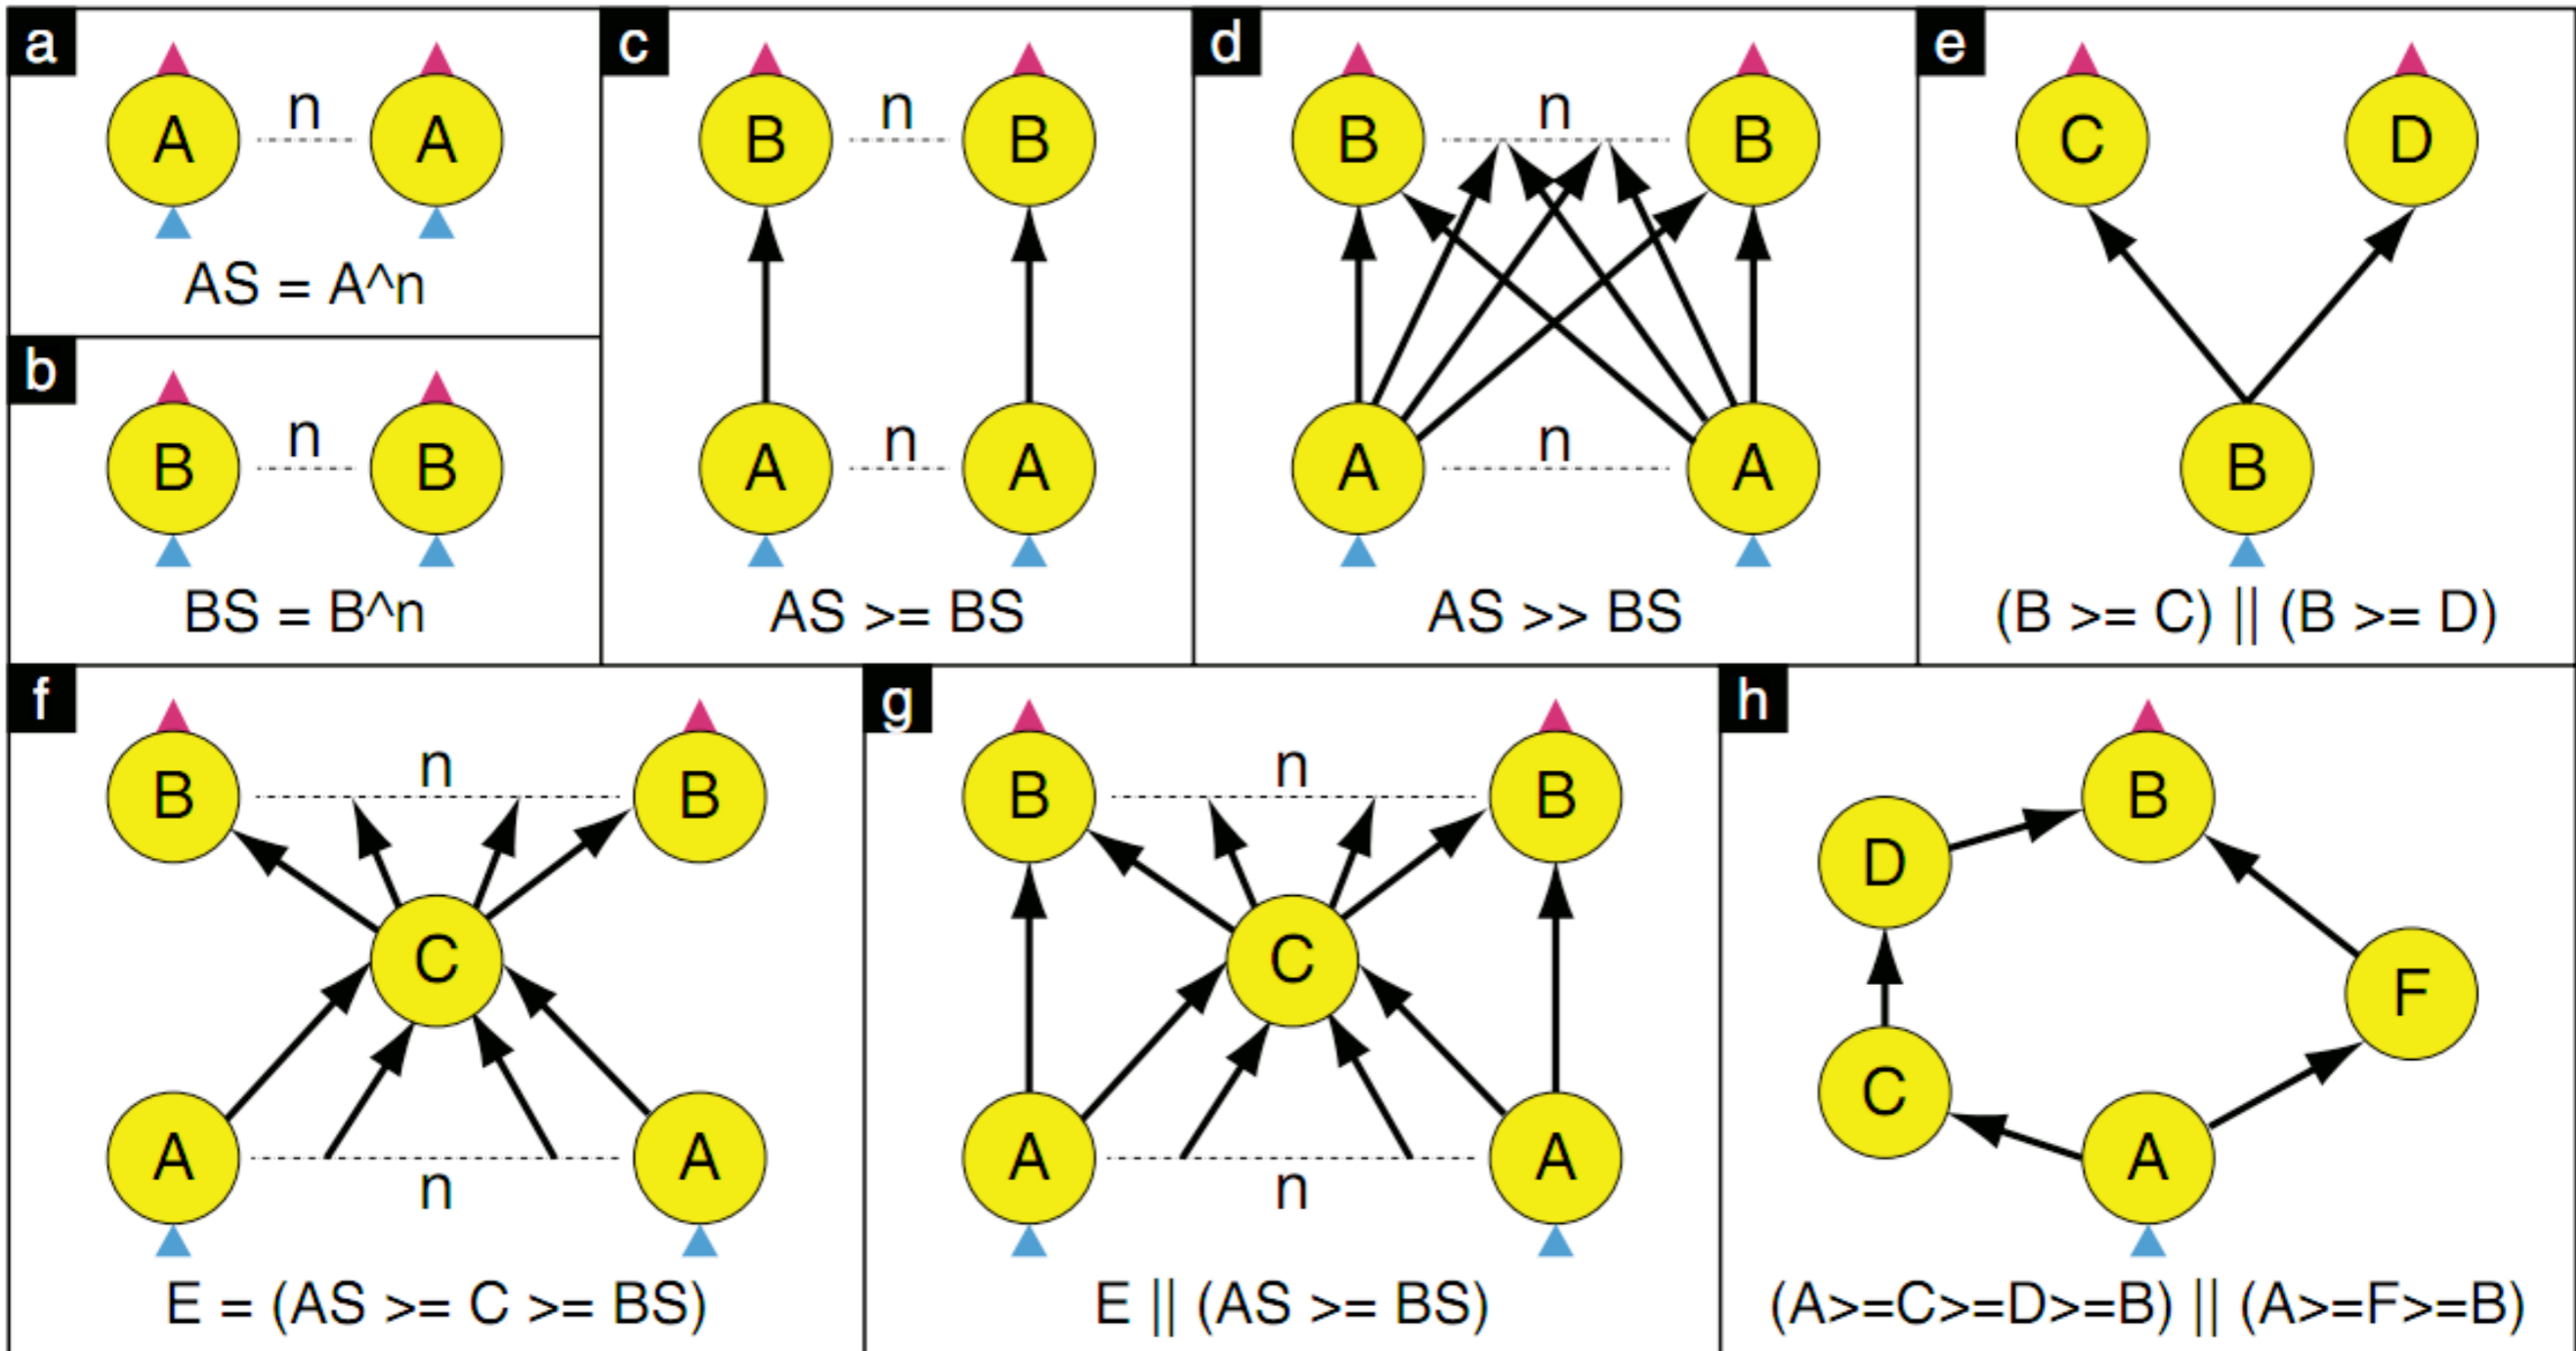 a
A n A
AS = A^n
b
B n B
BS = B^n
c
B n B
A n A
AS >= BS
d
B n B
A n A
AS >> BS
e
C D
B
(B >= C) || (B >= D)
f
B n B
C
A n A
E = (AS >= C >= BS)
g
B n B
C
A n A
E || (AS >= BS)
h
B
D
F
C
A
(A>=C>=D>=B) || (A>=F>=B)